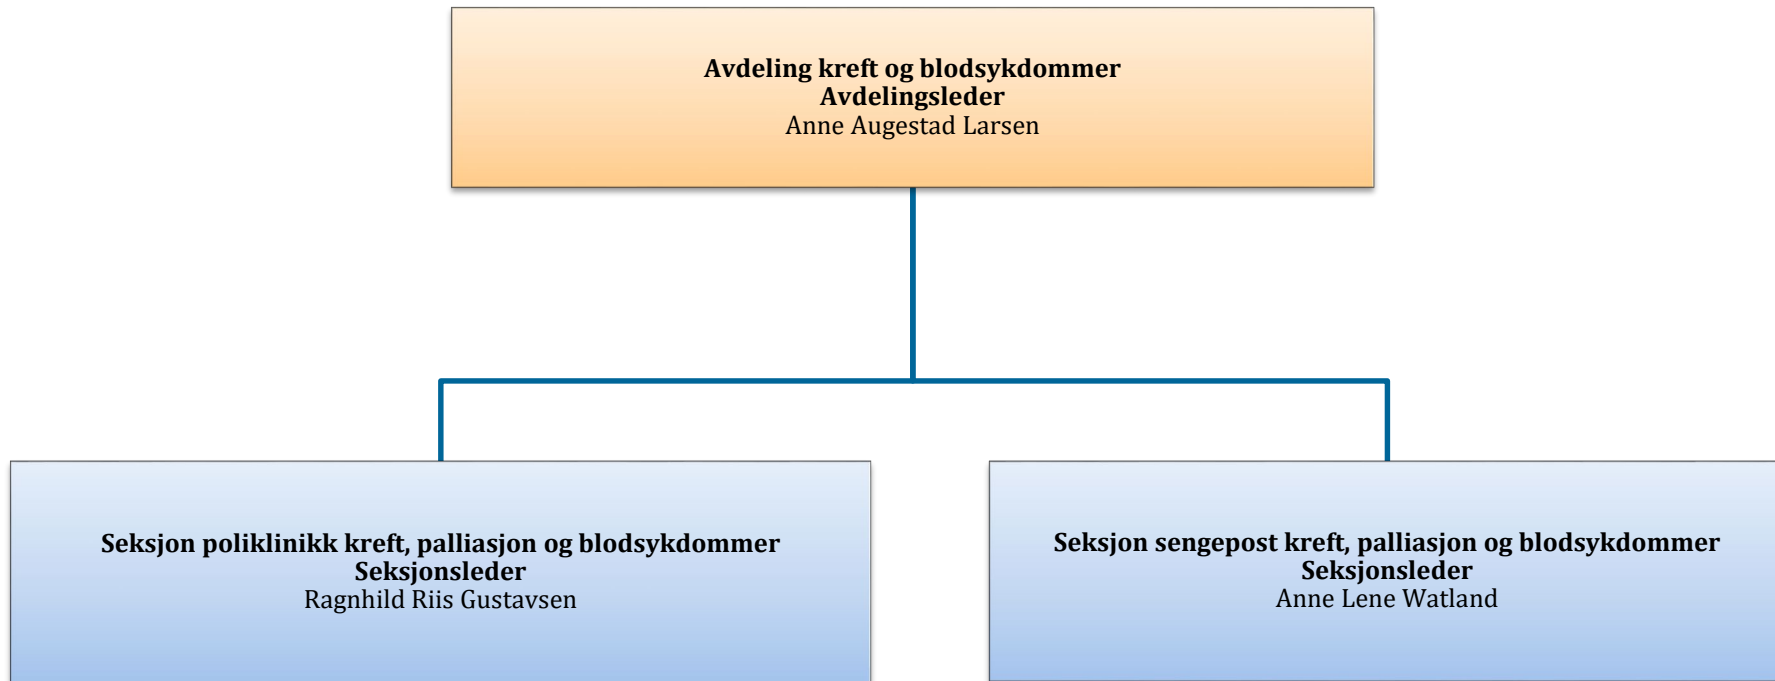 Avdeling kreft og blodsykdommer
Avdelingsleder
Anne Augestad Larsen
Seksjon poliklinikk kreft, palliasjon og blodsykdommer
Seksjonsleder
Ragnhild Riis Gustavsen
Seksjon sengepost kreft, palliasjon og blodsykdommer
Seksjonsleder
Anne Lene Watland